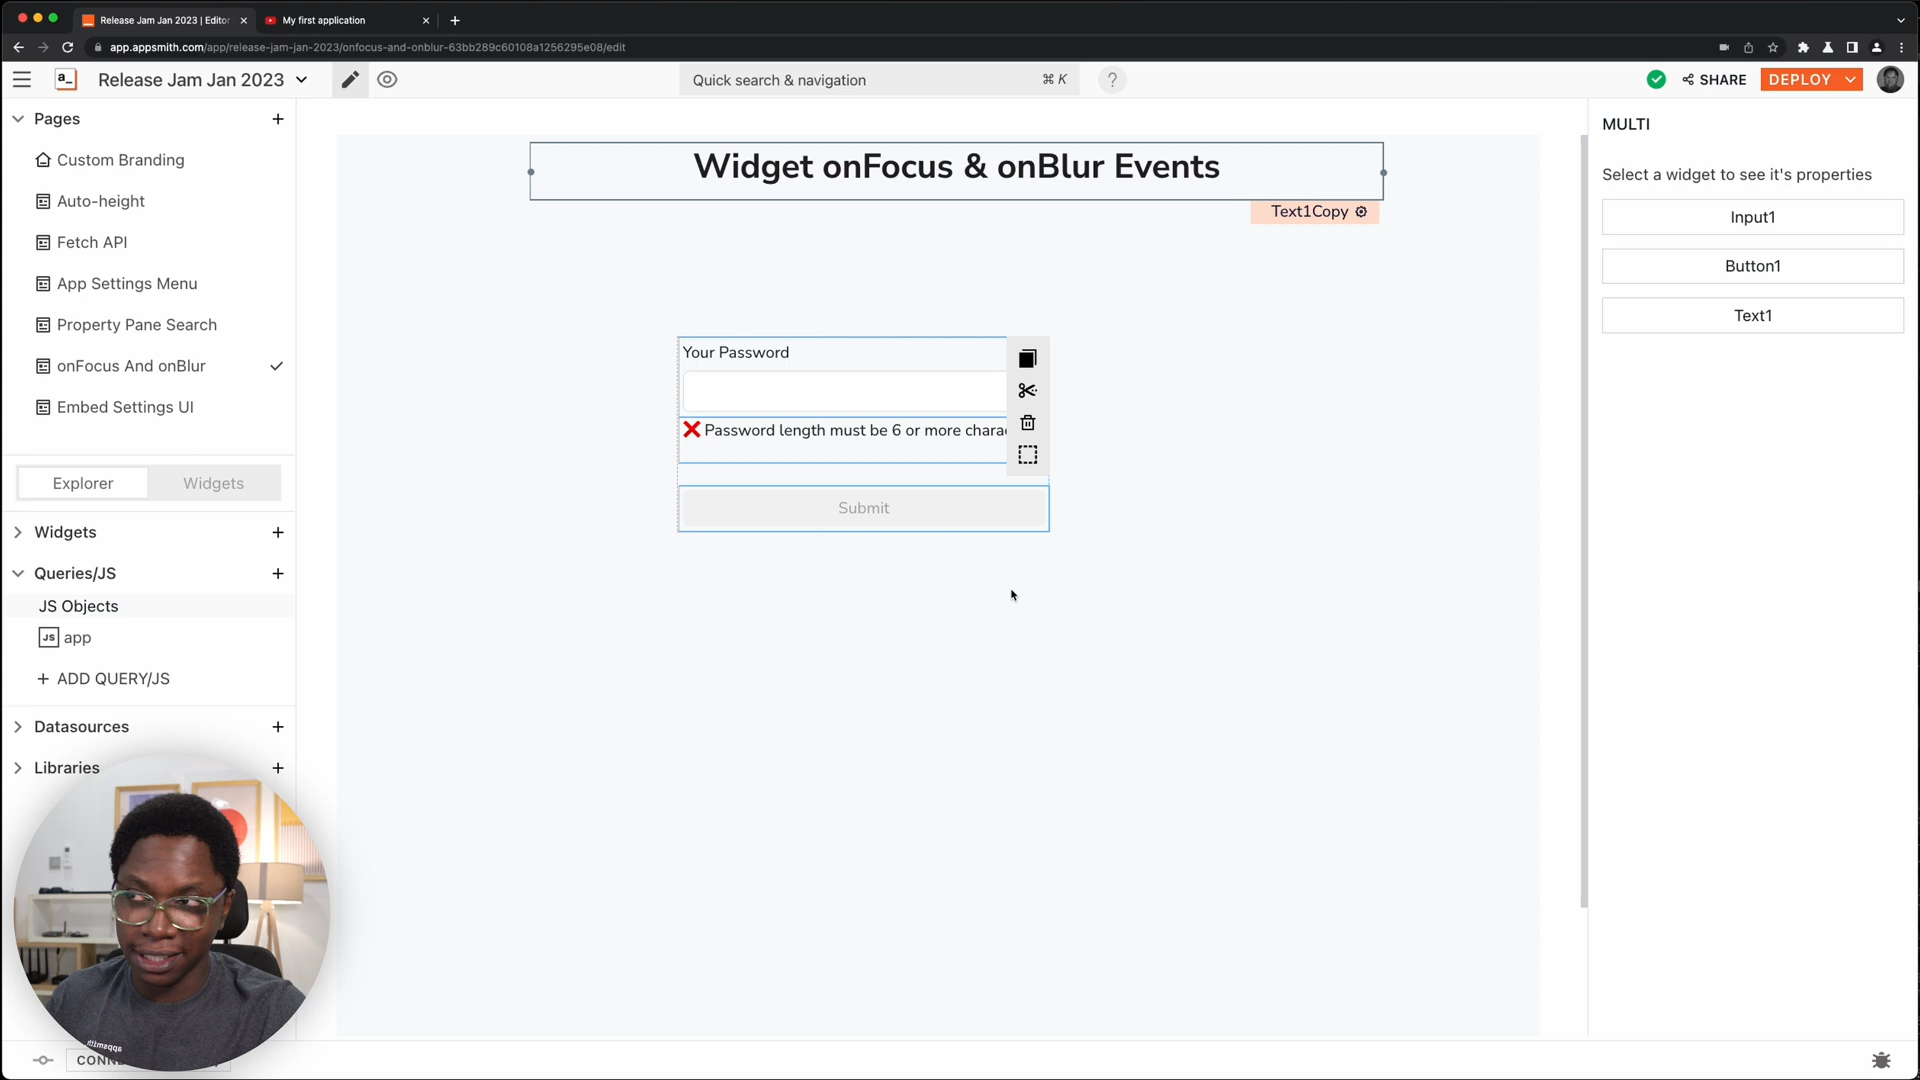 Release Jam Jan 2023 | Editor
My first application
app.appsmith.com/app/release-jam-jan-2023/onfocus-and-onblur-63bb289c60108a1256295e08/edit
a_
Release Jam Jan 2023
Quick search & navigation
⌘ K
?
SHARE
DEPLOY
Pages
Custom Branding
Auto-height
Fetch API
App Settings Menu
Property Pane Search
onFocus And onBlur
Embed Settings UI
Explorer
Widgets
Widgets
Queries/JS
JS Objects
JS app
+ ADD QUERY/JS
Datasources
Libraries
Widget onFocus & onBlur Events
Text1Copy
Your Password
❌ Password length must be 6 or more chara
Submit
MULTI
Select a widget to see it's properties
Input1
Button1
Text1
appsmith
CONN